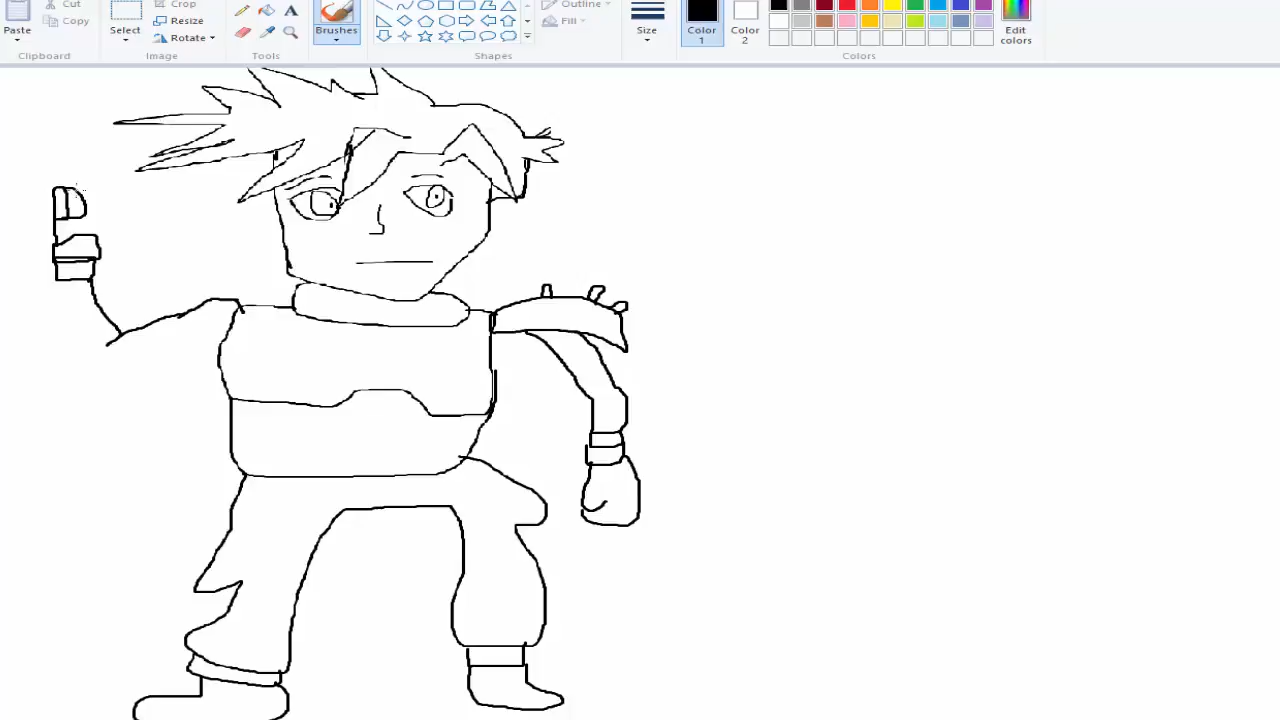 Cut Crop Outline
Paste Copy Select Resize Rotate A Brushes Fill Size Color 1 Color 2 Edit colors
Clipboard Image Tools Shapes Colors